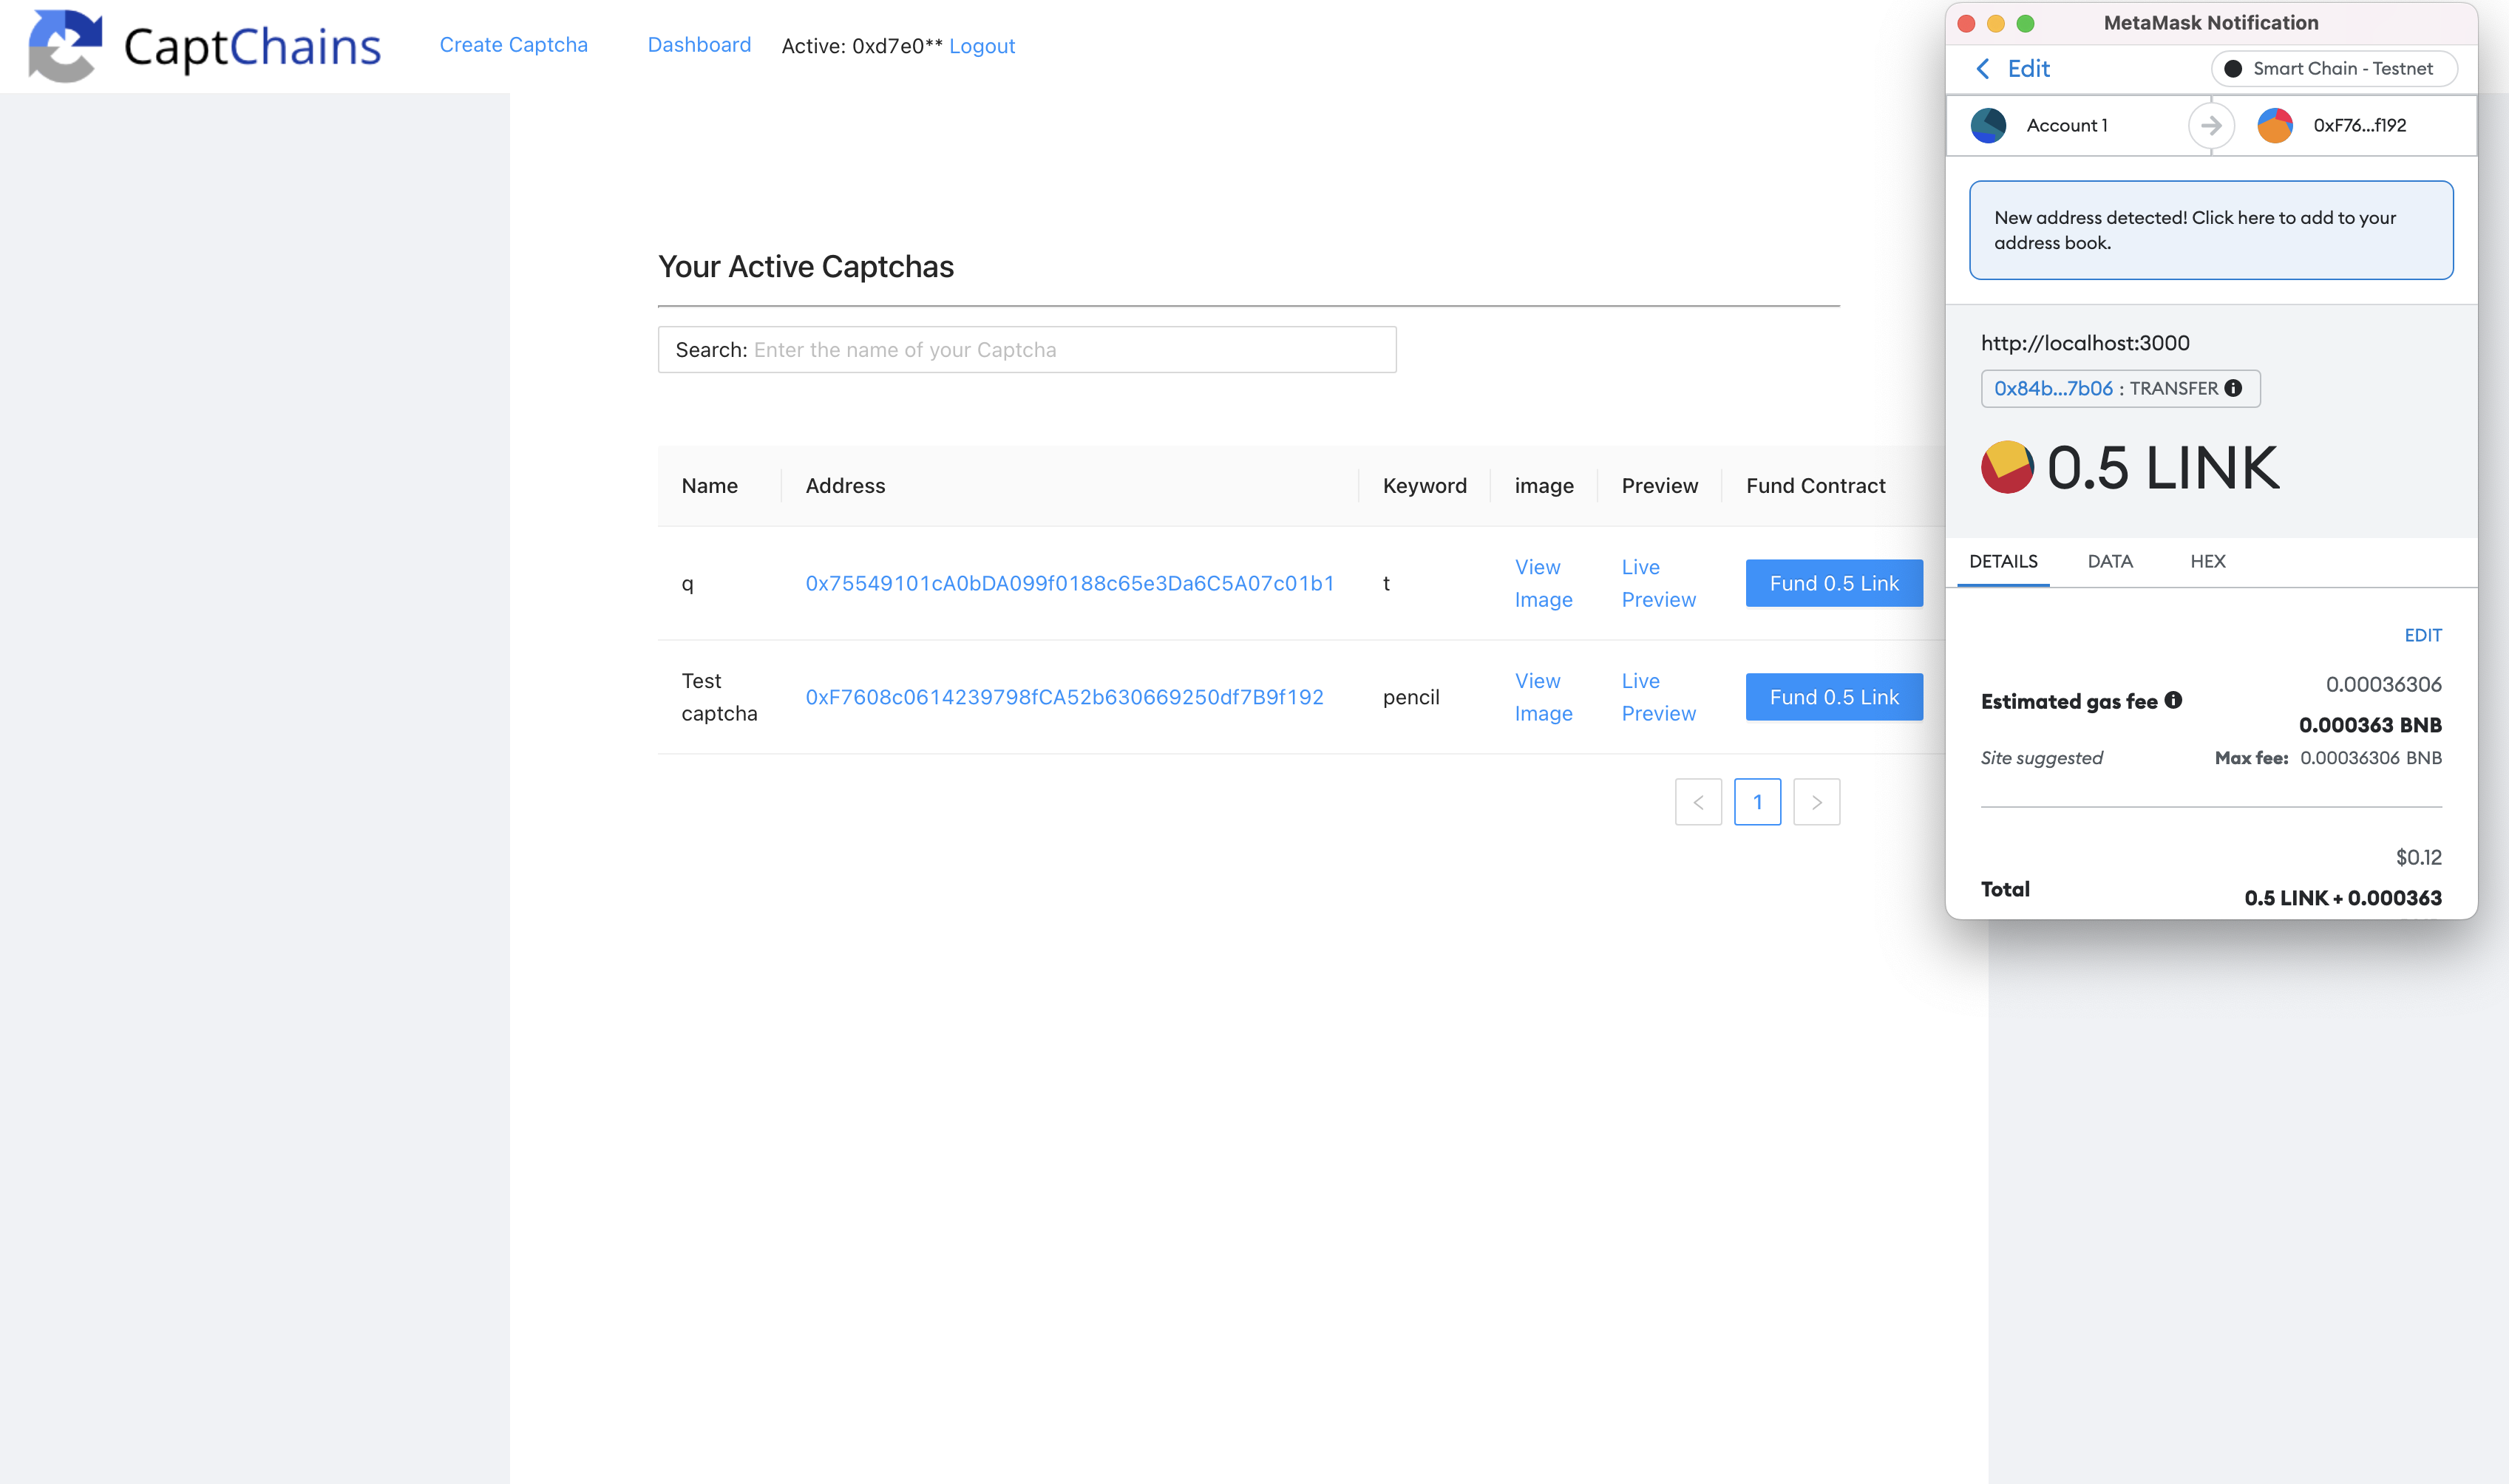 CaptChains
Create Captcha
Dashboard
Active: 0xd7e0** Logout
Your Active Captchas
Search: Enter the name of your Captcha
Name Address Keyword image Preview Fund Contract
q 0x75549101cA0bDA099f0188c65e3Da6C5A07c01b1 t View Image Live Preview Fund 0.5 Link
Test captcha 0xF7608c0614239798fCA52b630669250df7B9f192 pencil View Image Live Preview Fund 0.5 Link
< 1 >
MetaMask Notification
Edit
Smart Chain - Testnet
Account 1
0xF76...f192
New address detected! Click here to add to your
address book.
http://localhost:3000
0x84b...7b06 : TRANSFER
0.5 LINK
DETAILS DATA HEX
EDIT
0.00036306
Estimated gas fee
0.000363 BNB
Site suggested Max fee: 0.00036306 BNB
$0.12
Total
0.5 LINK + 0.000363